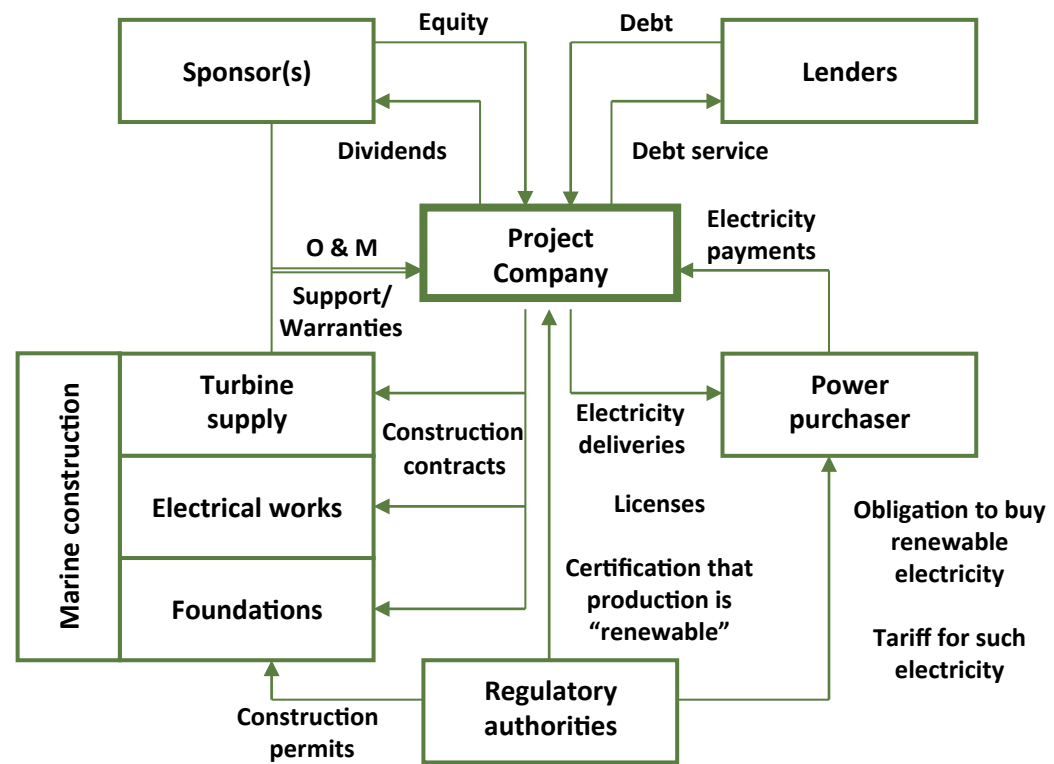 Equity
Debt
Sponsor(s)
Lenders
Dividends
Debt service
Project
Company
Electricity
payments
O & M
Support/
Warranties
Marine construction
Turbine
supply
Power
purchaser
Construction
contracts
Electricity
deliveries
Electrical works
Licenses
Obligation to buy
renewable
electricity
Foundations
Certification that
production is
“renewable”
Tariff for such
electricity
Regulatory
authorities
Construction
permits